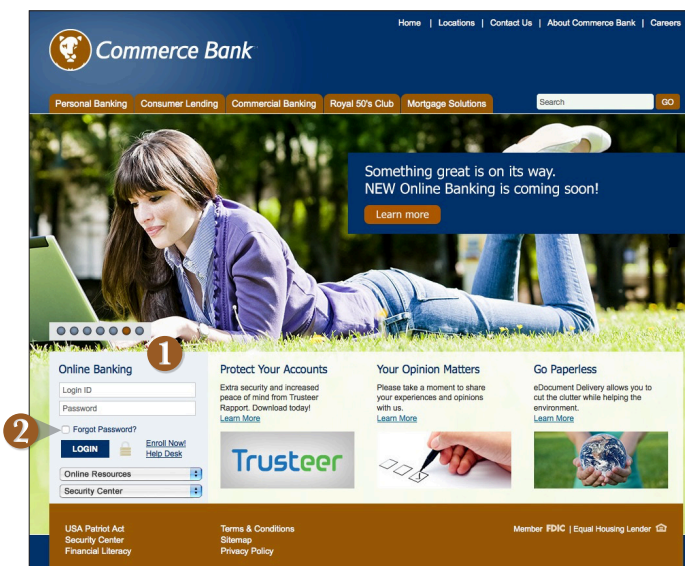 Home | Locations | Contact Us | About Commerce Bank | Careers
Commerce Bank
Personal Banking Consumer Lending Commercial Banking Royal 50's Club Mortgage Solutions Search GO
Something great is on its way.
NEW Online Banking is coming soon!
Learn more
1
Online Banking
Login ID
Password
2
Forgot Password?
LOGIN
Enroll Now!
Help Desk
Online Resources
Security Center
Protect Your Accounts
Extra security and increased
peace of mind from Trusteer
Rapport. Download today!
Learn More
Trusteer
Your Opinion Matters
Please take a moment to share
your experiences and opinions
with us.
Learn More
Go Paperless
eDocument Delivery allows you to
cut the clutter while helping the
environment.
Learn More
USA Patriot Act
Security Center
Financial Literacy
Terms & Conditions
Sitemap
Privacy Policy
Member FDIC | Equal Housing Lender